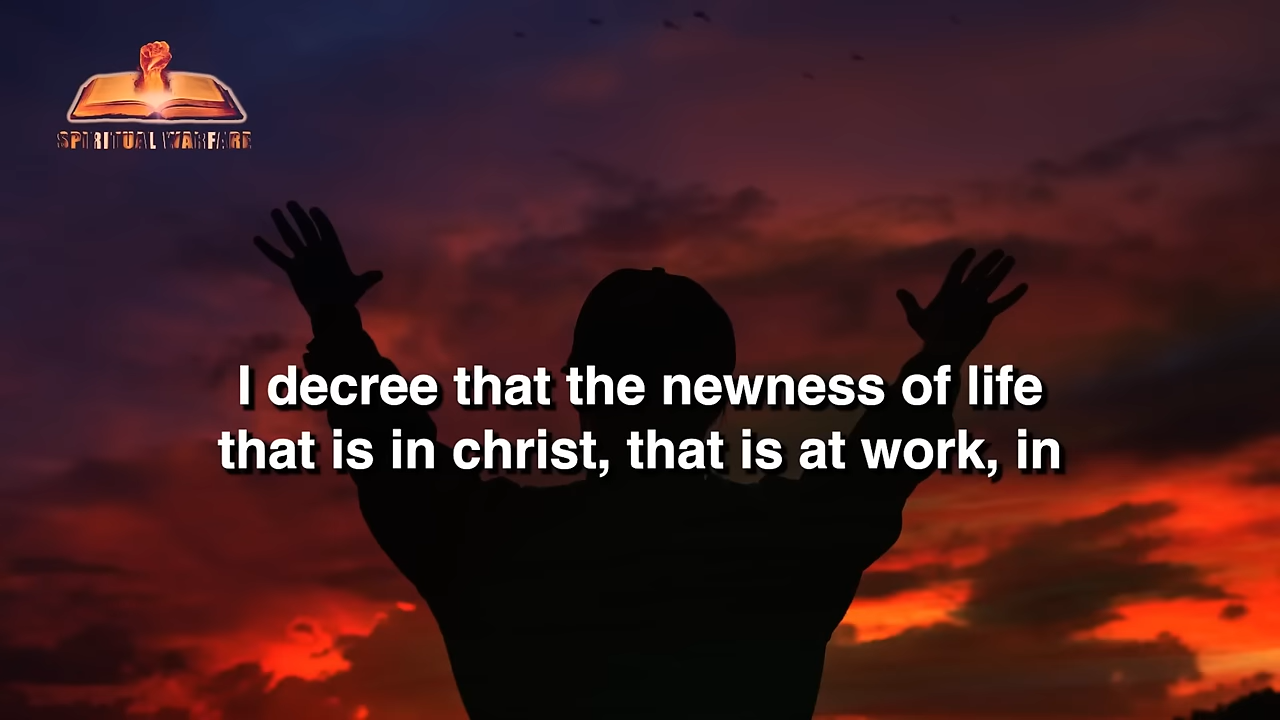 SPIRITUAL WARFARE
I decree that the newness of life
that is in christ, that is at work, in